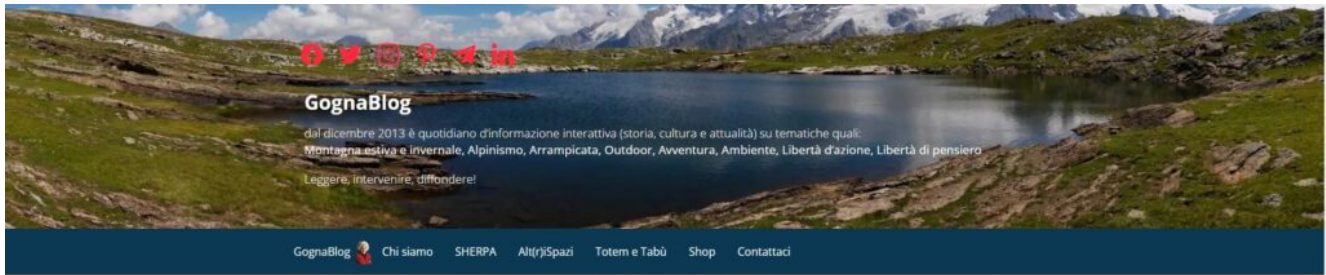 GognaBlog
dal dicembre 2013 è quotidiano d'informazione interattiva (storia, cultura e attualità) su tematiche quali:
Montagna estiva e invernale, Alpinismo, Arrampicata, Outdoor, Avventura, Ambiente, Libertà d'azione, Libertà di pensiero
Leggere, intervenire, diffondere!
GognaBlog Chi siamo SHERPA Alt(r)iSpazi Totem e Tabù Shop Contattaci